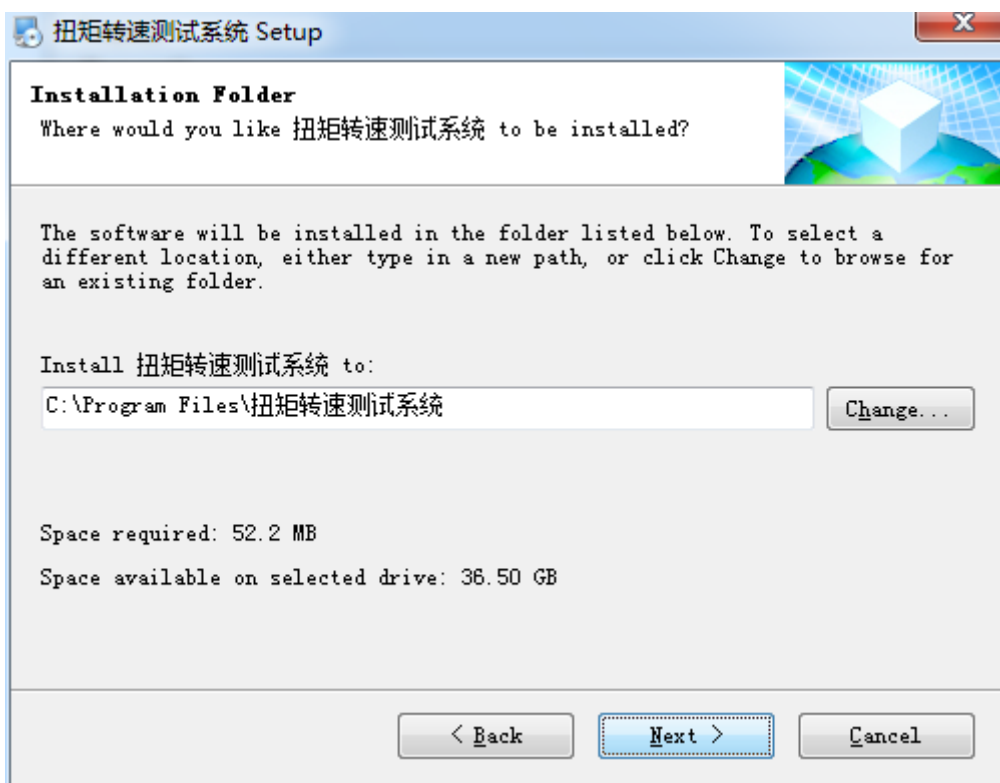 扭矩转速测试系统 Setup
Installation Folder
Where would you like 扭矩转速测试系统 to be installed?
The software will be installed in the folder listed below. To select a
different location, either type in a new path, or click Change to browse for
an existing folder.
Install 扭矩转速测试系统 to:
C:\Program Files\扭矩转速测试系统
Change...
Space required: 52.2 MB
Space available on selected drive: 36.50 GB
< Back
Next >
Cancel